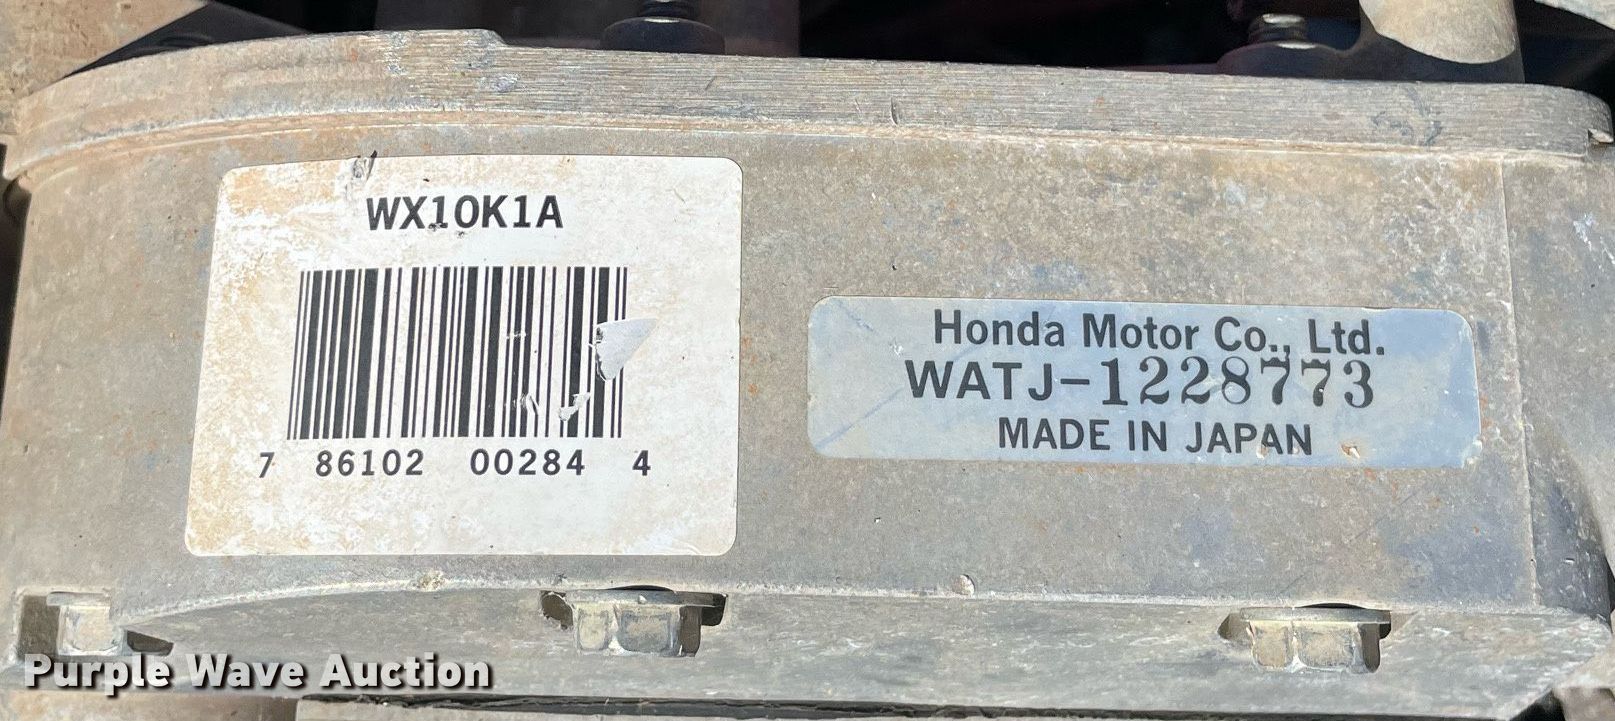 WX10K1A
7 86102 00284 4
Honda Motor Co., Ltd.
WATJ-1228773
MADE IN JAPAN
Purple Wave Auction